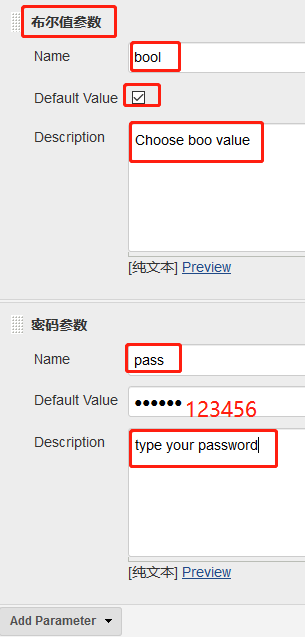 布尔值参数
Name
bool
Default Value
Description
Choose boo value
[纯文本] Preview
密码参数
Name
pass
Default Value
●●●●●● 123456
Description
type your password
[纯文本] Preview
Add Parameter